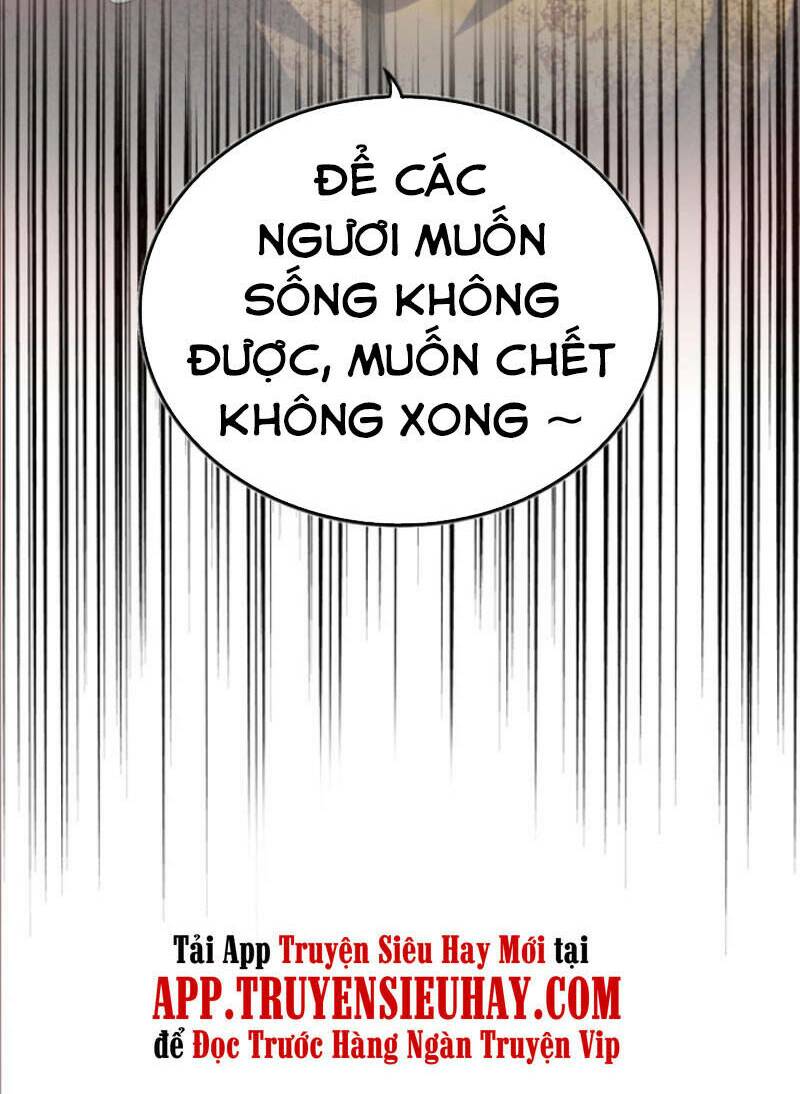 ĐỂ CÁC
NGƯƠI MUỐN
SỐNG KHÔNG
ĐƯỢC, MUỐN CHẾT
KHÔNG XONG ~
Tải App Truyện Siêu Hay Mới tại
APP.TRUYENSIEUHAY.COM
để Đọc Trước Hàng Ngàn Truyện Vip